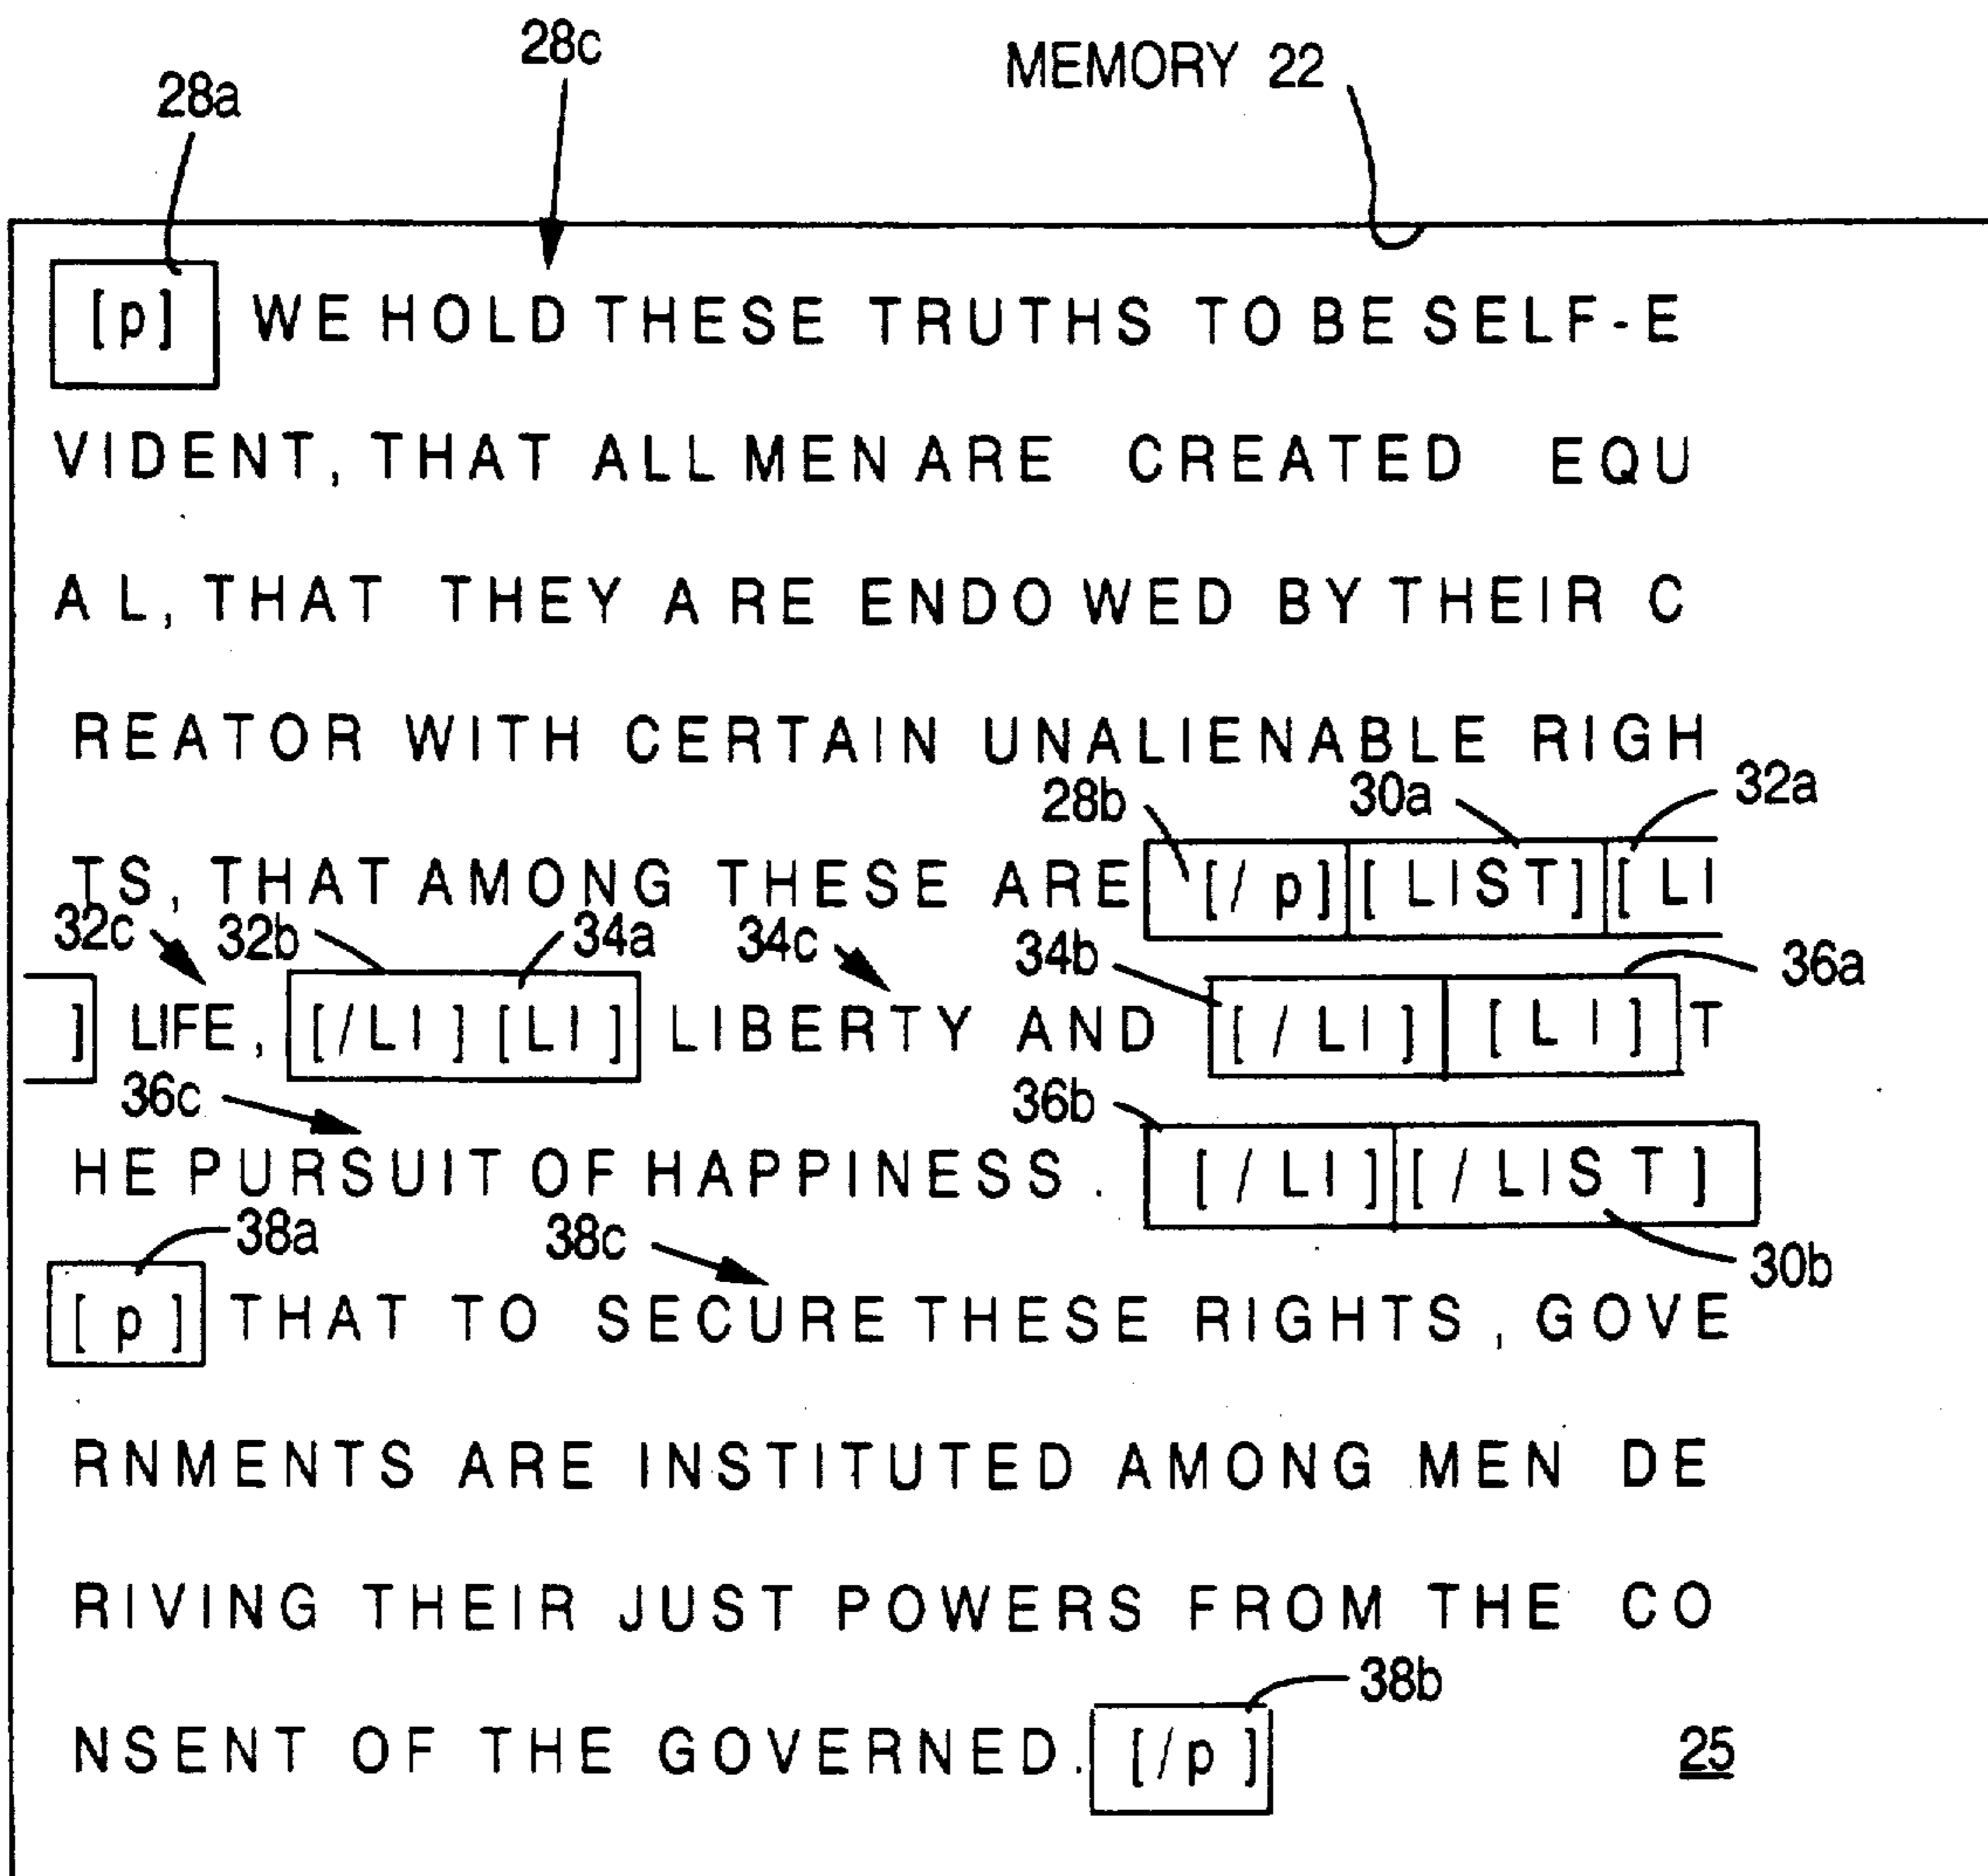 28c
MEMORY 22
28a
[p] WE HOLD THESE TRUTHS TO BE SELF-E
VIDENT, THAT ALL MEN ARE CREATED EQU
AL, THAT THEY ARE ENDOWED BY THEIR C
REATOR WITH CERTAIN UNALIENABLE RIGH
28b 30a 32a
TS, THAT AMONG THESE ARE [/p] [LIST] [LI
32c 32b 34a 34c 34b 36a
] LIFE, [/LI] [LI] LIBERTY AND [/LI] [LI] T
36c 36b
HE PURSUIT OF HAPPINESS. [/LI] [/LIST]
38a 38c 30b
[p] THAT TO SECURE THESE RIGHTS, GOVE
RNMENTS ARE INSTITUTED AMONG MEN DE
RIVING THEIR JUST POWERS FROM THE CO
38b
NSENT OF THE GOVERNED. [/p] 25